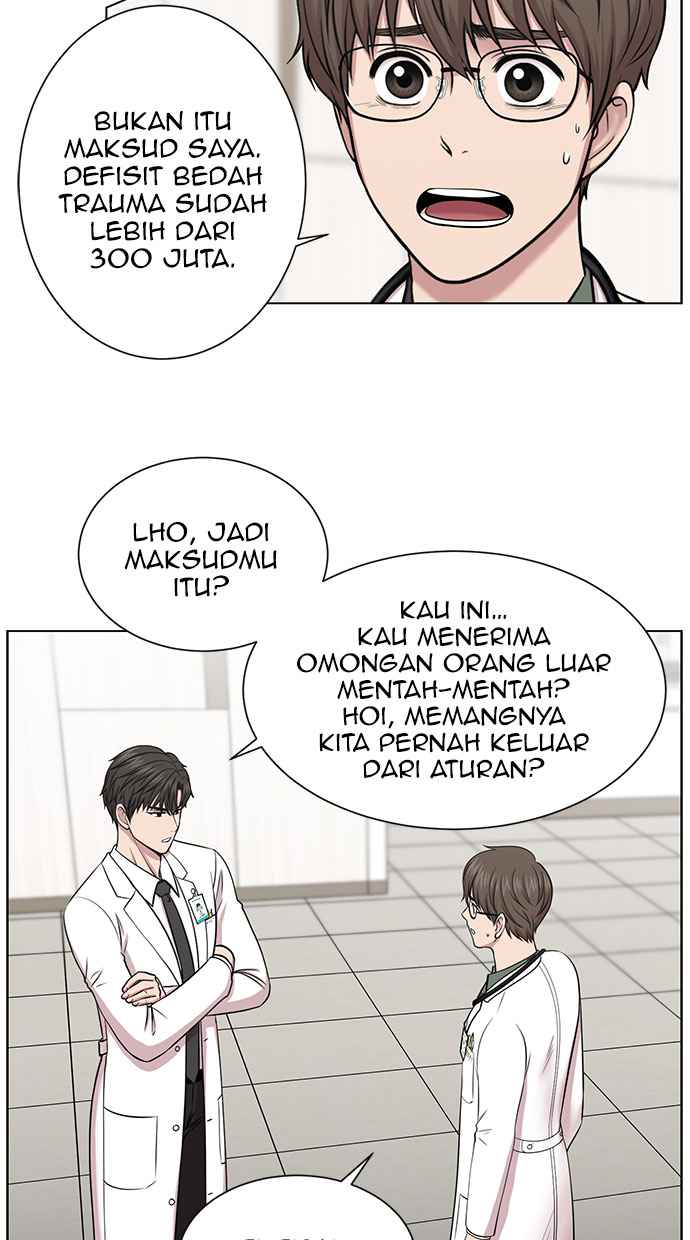 BUKAN ITU
MAKSUD SAYA.
DEFISIT BEDAH
TRAUMA SUDAH
LEBIH DARI
300 JUTA.
LHO, JADI
MAKSUDMU
ITU?
KAU INI...
KAU MENERIMA
OMONGAN ORANG LUAR
MENTAH-MENTAH?
HOI, MEMANGNYA
KITA PERNAH KELUAR
DARI ATURAN?